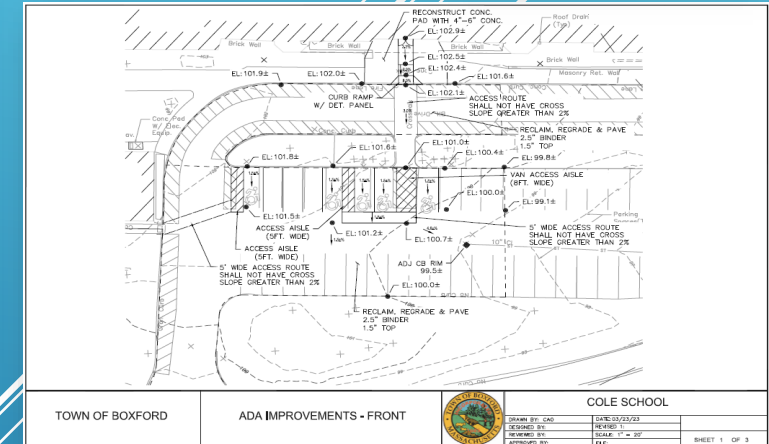 RECONSTRUCT CONC.
PAD WITH 4"-6" CONC.
EL:102.9±
Roof Drain
(Typ)
Brick Wall
Brick Wall
Brick Wall
EL:102.5±
EL:102.4±
Masonry Ret. Wall
EL:101.9±
EL:102.0±
EL:101.6±
CURB RAMP
W/ DET. PANEL
EL:102.1±
ACCESS ROUTE
SHALL NOT HAVE CROSS
SLOPE GREATER THAN 2%
Conc. Pad
W/ Elec.
Equip.
Conc. Curb
RECLAIM, REGRADE & PAVE
2.5" BINDER
1.5" TOP
EL:101.0±
EL:101.6±
EL:100.4±
EL:99.8±
EL:101.8±
VAN ACCESS AISLE
(8FT. WIDE)
EL:100.0±
EL:99.1±
EL:101.5±
Parking
ACCESS AISLE
(5FT. WIDE)
EL:101.2±
EL:100.7±
5' WIDE ACCESS ROUTE
SHALL NOT HAVE CROSS
SLOPE GREATER THAN 2%
ACCESS AISLE
(5FT. WIDE)
ADJ CB RIM
99.5±
5' WIDE ACCESS ROUTE
SHALL NOT HAVE CROSS
SLOPE GREATER THAN 2%
EL:100.0±
RECLAIM, REGRADE & PAVE
2.5" BINDER
1.5" TOP
TOWN OF BOXFORD
ADA IMPROVEMENTS - FRONT
TOWN OF BOXFORD
MASSACHUSETTS
COLE SCHOOL
DRAWN BY: CAO
DATE: 03/23/23
DESIGNED BY:
REVISED 1:
REVIEWED BY:
SCALE: 1" = 20'
APPROVED BY:
FILE:
SHEET 1 OF 3